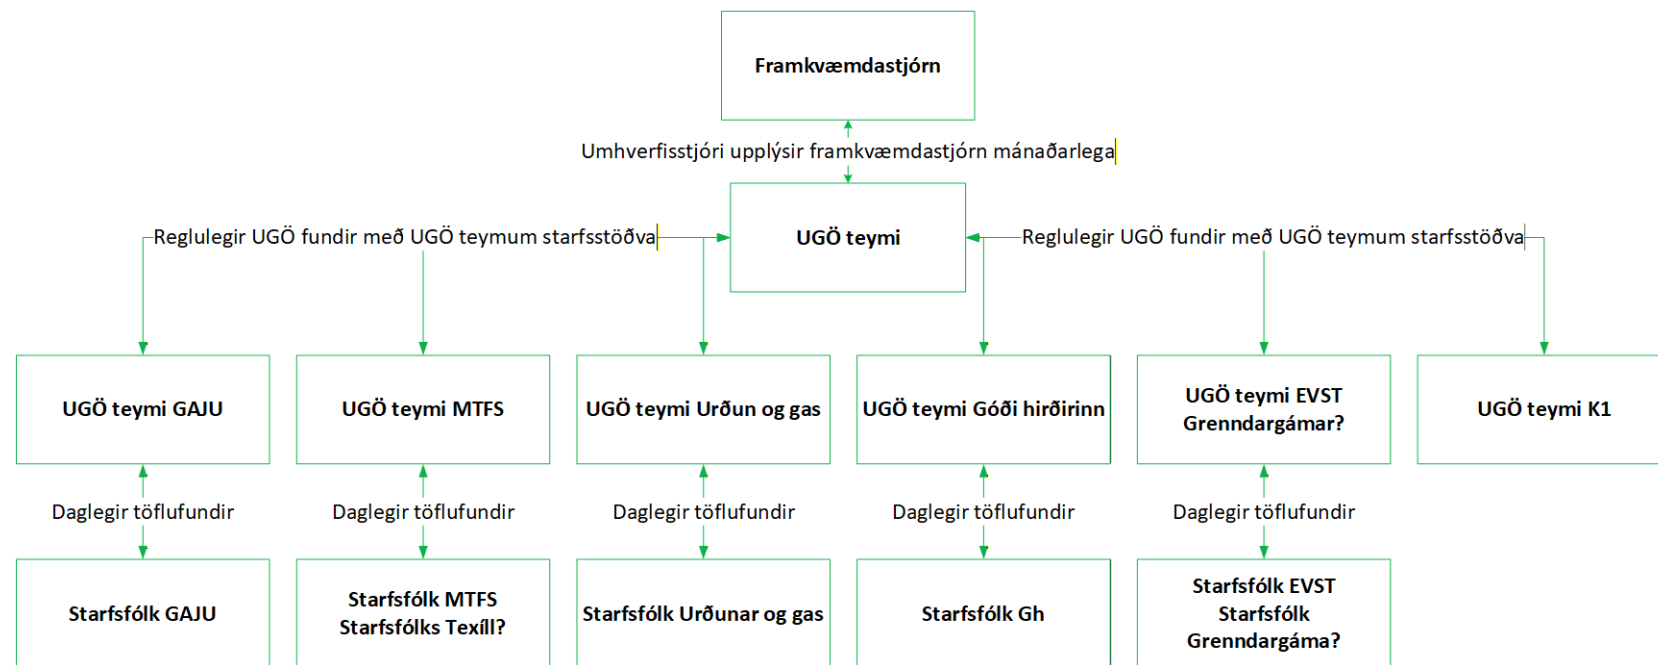 Framkvæmdastjórn
Umhverfisstjóri upplýsir framkvæmdastjórn mánaðarlega
UGÖ teymi
Reglulegir UGÖ fundir með UGÖ teymum starfsstöðva
Reglulegir UGÖ fundir með UGÖ teymum starfsstöðva
UGÖ teymi GAJU
UGÖ teymi MTFS
UGÖ teymi Urðun og gas
UGÖ teymi Góði hirðirinn
UGÖ teymi EVST
Grenndargámar?
UGÖ teymi K1
Daglegir töflufundir
Daglegir töflufundir
Daglegir töflufundir
Daglegir töflufundir
Daglegir töflufundir
Starfsfólk GAJU
Starfsfólk MTFS
Starfsfólks Texíll?
Starfsfólk Urðunar og gas
Starfsfólk Gh
Starfsfólk EVST
Starfsfólk
Grenndargáma?